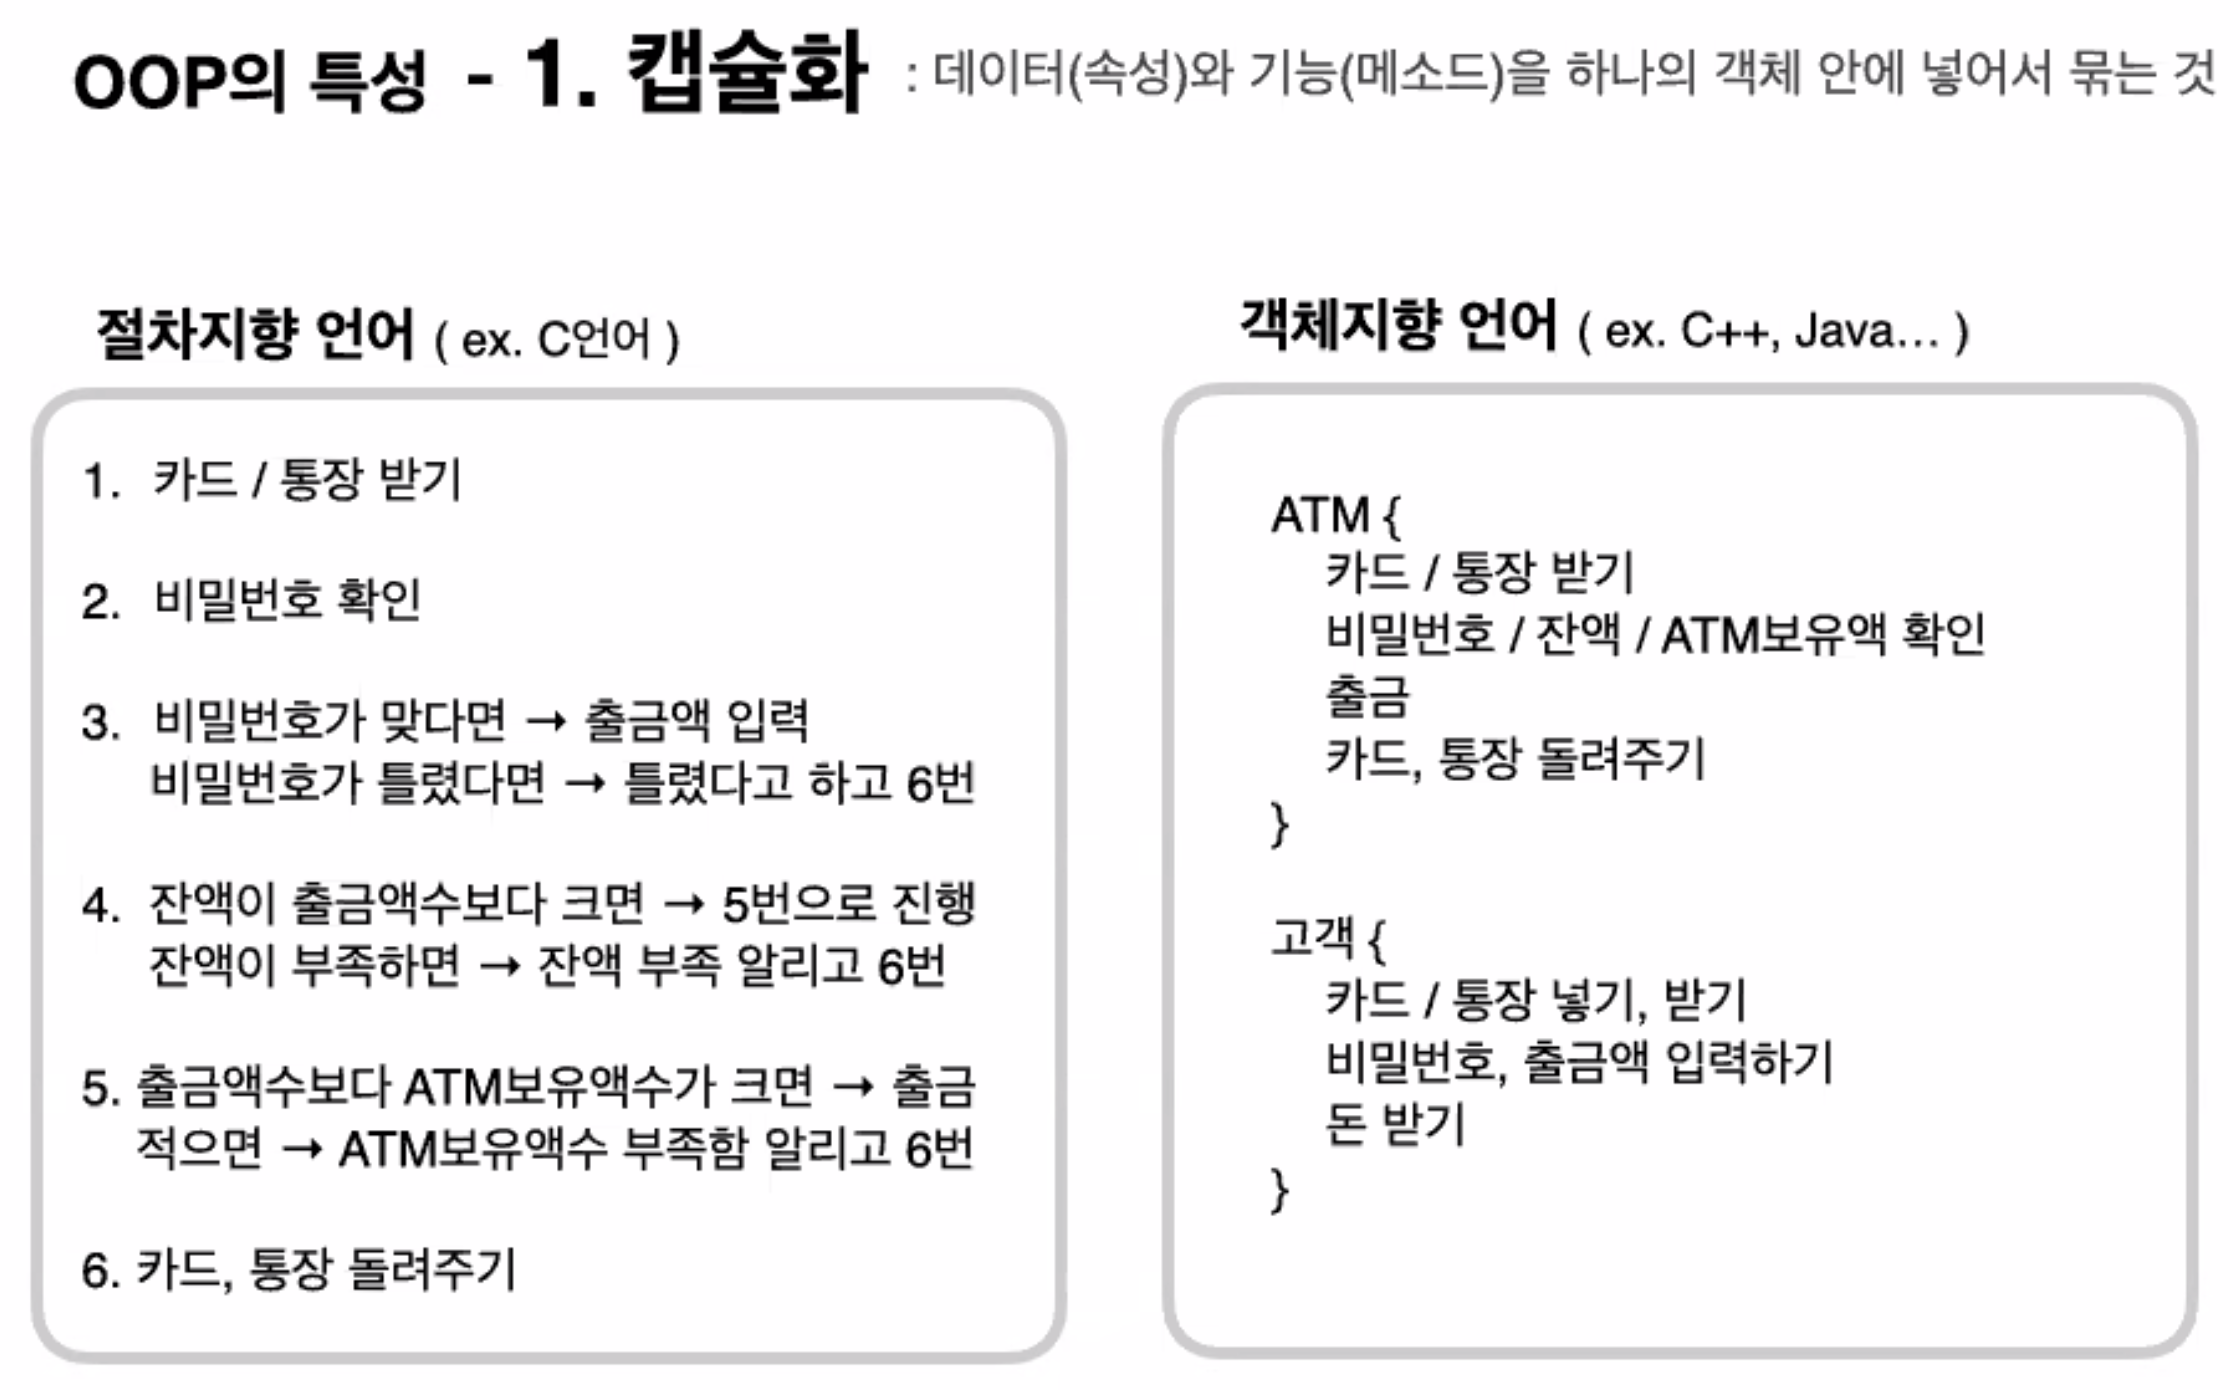 OOP의 특성 - 1. 캡슐화 : 데이터(속성)와 기능(메소드)을 하나의 객체 안에 넣어서 묶는 것
절차지향 언어 ( ex. C언어 )
1. 카드 / 통장 받기
2. 비밀번호 확인
3. 비밀번호가 맞다면 → 출금액 입력
비밀번호가 틀렸다면 → 틀렸다고 하고 6번
4. 잔액이 출금액수보다 크면 → 5번으로 진행
잔액이 부족하면 → 잔액 부족 알리고 6번
5. 출금액수보다 ATM보유액수가 크면 → 출금
적으면 → ATM보유액수 부족함 알리고 6번
6. 카드, 통장 돌려주기
객체지향 언어 ( ex. C++, Java... )
ATM {
카드 / 통장 받기
비밀번호 / 잔액 / ATM보유액 확인
출금
카드, 통장 돌려주기
}
고객 {
카드 / 통장 넣기, 받기
비밀번호, 출금액 입력하기
돈 받기
}